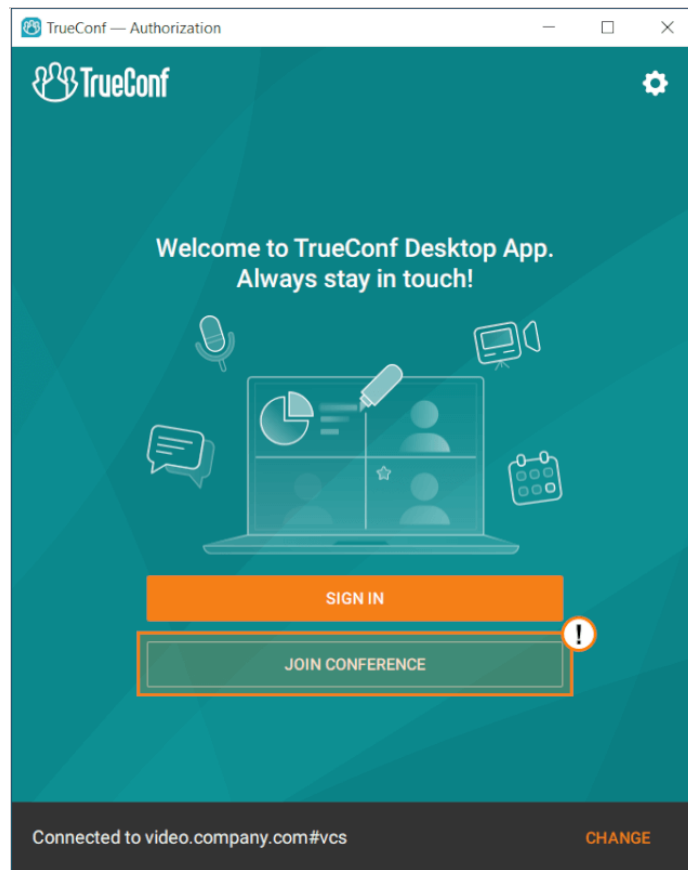 TrueConf — Authorization
TrueConf
Welcome to TrueConf Desktop App.
Always stay in touch!
SIGN IN
!
JOIN CONFERENCE
Connected to video.company.com#vcs
CHANGE